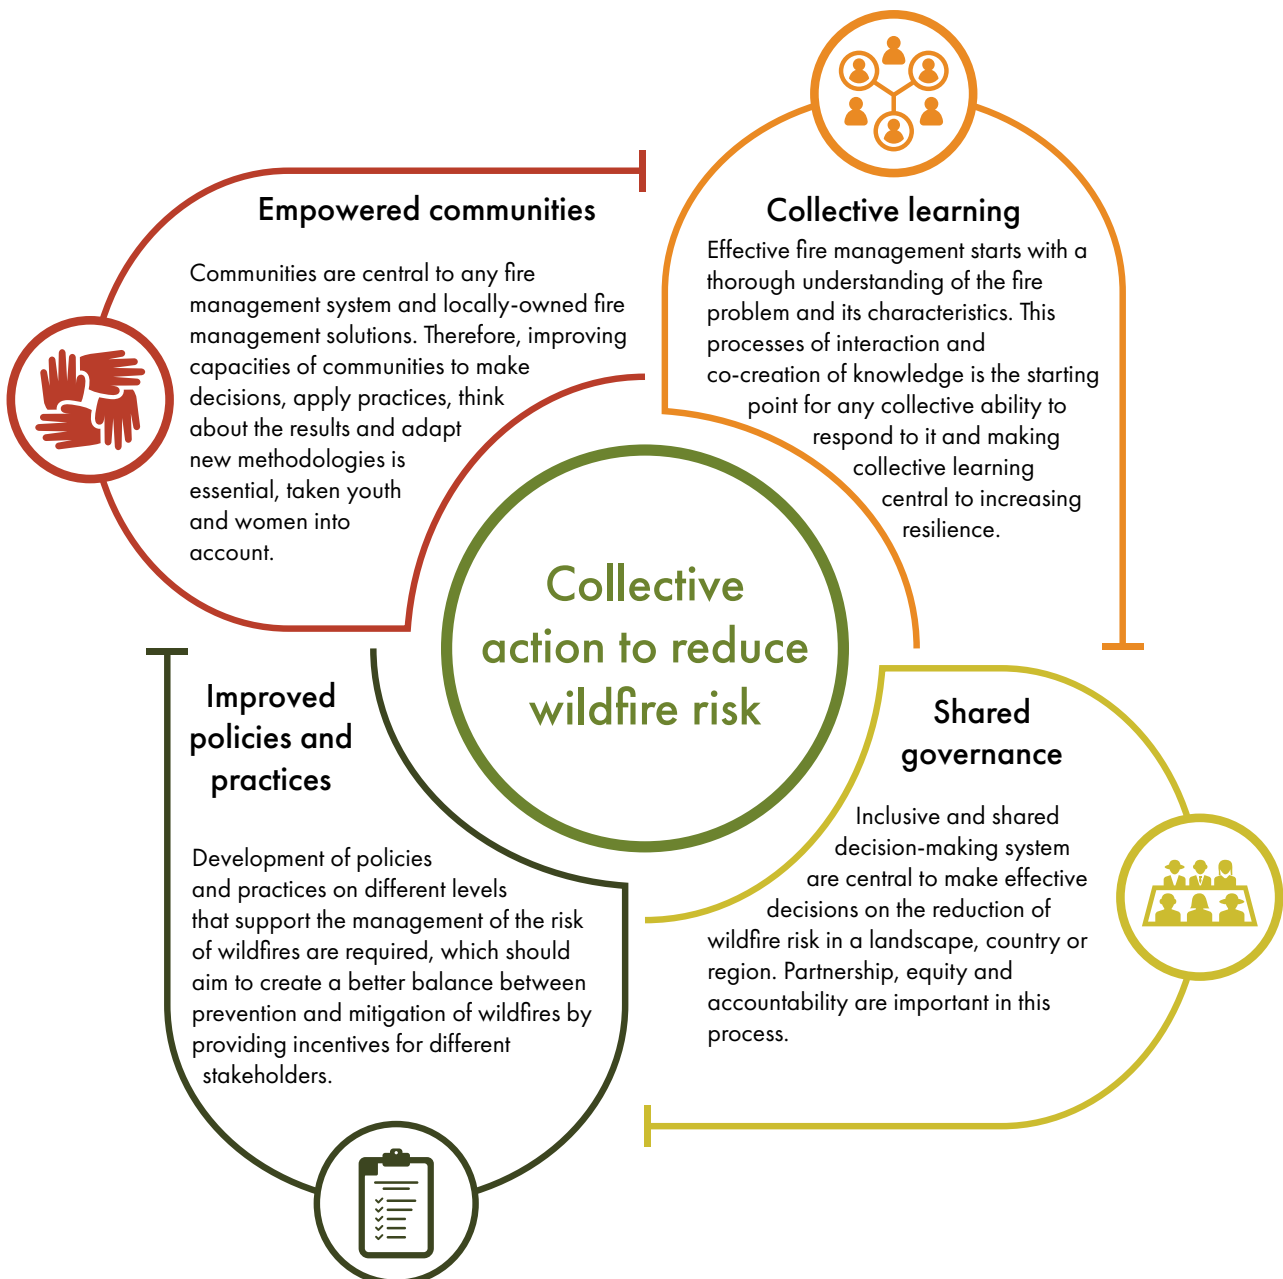 Empowered communities
Communities are central to any fire
management system and locally-owned fire
management solutions. Therefore, improving
capacities of communities to make
decisions, apply practices, think
about the results and adapt
new methodologies is
essential, taken youth
and women into
account.
Collective learning
Effective fire management starts with a
thorough understanding of the fire
problem and its characteristics. This
processes of interaction and
co-creation of knowledge is the starting
point for any collective ability to
respond to it and making
collective learning
central to increasing
resilience.
Collective
action to reduce
wildfire risk
Improved
policies and
practices
Development of policies
and practices on different levels
that support the management of the risk
of wildfires are required, which should
aim to create a better balance between
prevention and mitigation of wildfires by
providing incentives for different
stakeholders.
Shared
governance
Inclusive and shared
decision-making system
are central to make effective
decisions on the reduction of
wildfire risk in a landscape, country or
region. Partnership, equity and
accountability are important in this
process.